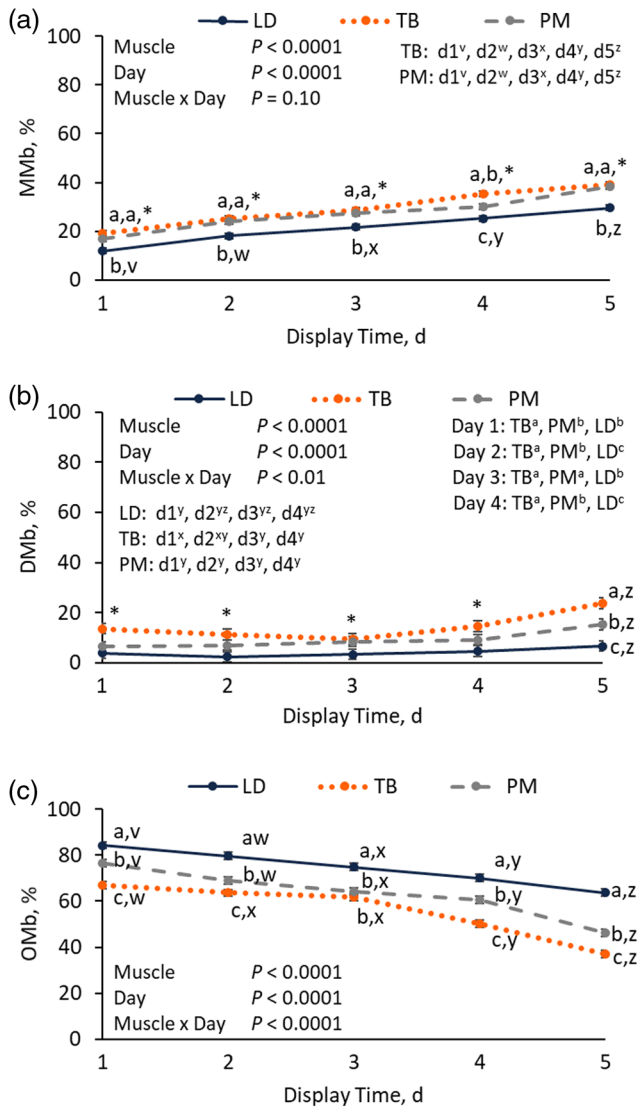 (a)
LD TB PM
Muscle P < 0.0001
Day P < 0.0001
Muscle x Day P = 0.10
TB: d1ᵛ, d2ʷ, d3ˣ, d4ʸ, d5ᶻ
PM: d1ᵛ, d2ʷ, d3ˣ, d4ʸ, d5ᶻ
MMb, %
100
80
60
40
20
0
a,a,* a,a,* a,a,* a,b,* a,a,*
b,v b,w b,x c,y b,z
1 2 3 4 5
Display Time, d
(b)
LD TB PM
Muscle P < 0.0001
Day P < 0.0001
Muscle x Day P < 0.01
Day 1: TBᵃ, PMᵇ, LDᵇ
Day 2: TBᵃ, PMᵇ, LDᶜ
Day 3: TBᵃ, PMᵃ, LDᵇ
Day 4: TBᵃ, PMᵇ, LDᶜ
LD: d1ʸ, d2ʸᶻ, d3ʸᶻ, d4ʸᶻ
TB: d1ˣ, d2ˣʸ, d3ʸ, d4ʸ
PM: d1ʸ, d2ʸ, d3ʸ, d4ʸ
DMb, %
100
80
60
40
20
0
* * * *
a,z
b,z
c,z
1 2 3 4 5
Display Time, d
(c)
LD TB PM
OMb, %
100
80
60
40
20
0
a,v aw a,x a,y a,z
b,v b,w b,x b,y b,z
c,w c,x b,x c,y c,z
Muscle P < 0.0001
Day P < 0.0001
Muscle x Day P < 0.0001
1 2 3 4 5
Display Time, d